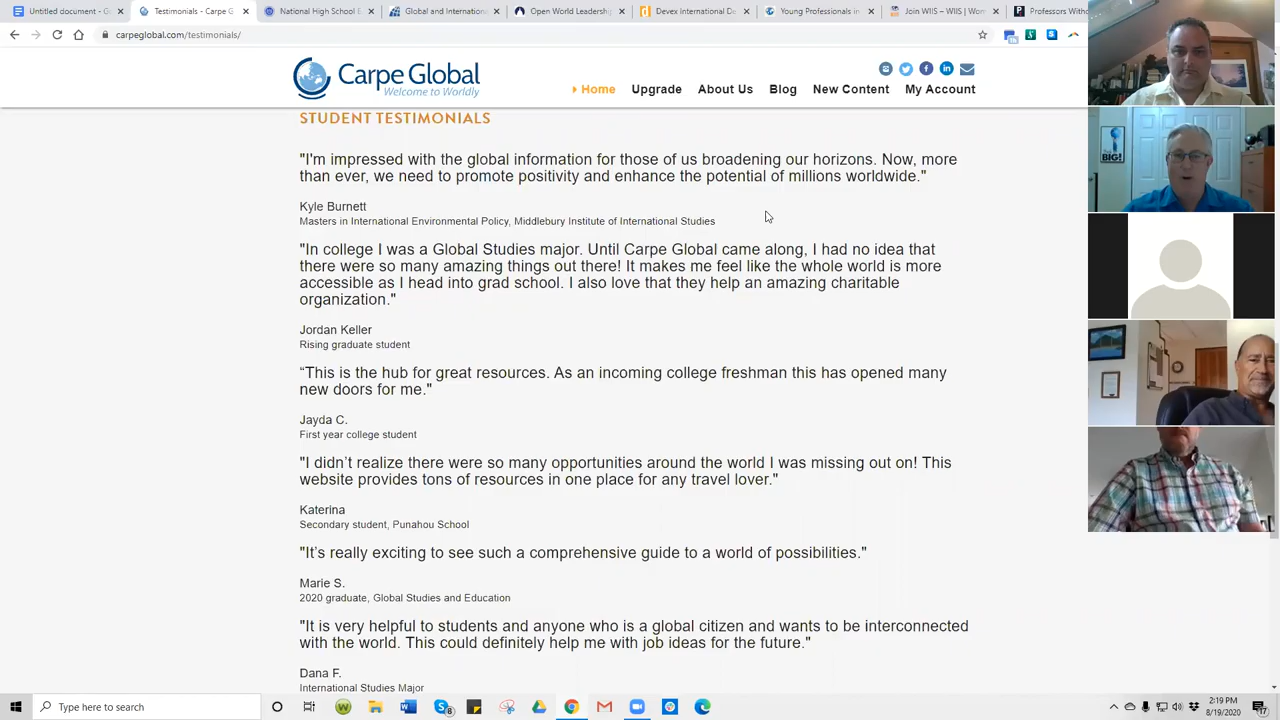 Untitled document - G
Testimonials - Carpe G
National High School E
Global and Internation
Open World Leadership
Devex International De
Young Professionals in
Join WIIS – WIIS | Wom
Professors Witho
carpeglobal.com/testimonials/
Carpe Global
Welcome to Worldly
Home Upgrade About Us Blog New Content My Account
STUDENT TESTIMONIALS
"I'm impressed with the global information for those of us broadening our horizons. Now, more
than ever, we need to promote positivity and enhance the potential of millions worldwide."
Kyle Burnett
Masters in International Environmental Policy, Middlebury Institute of International Studies
"In college I was a Global Studies major. Until Carpe Global came along, I had no idea that
there were so many amazing things out there! It makes me feel like the whole world is more
accessible as I head into grad school. I also love that they help an amazing charitable
organization."
Jordan Keller
Rising graduate student
“This is the hub for great resources. As an incoming college freshman this has opened many
new doors for me."
Jayda C.
First year college student
"I didn’t realize there were so many opportunities around the world I was missing out on! This
website provides tons of resources in one place for any travel lover."
Katerina
Secondary student, Punahou School
"It’s really exciting to see such a comprehensive guide to a world of possibilities."
Marie S.
2020 graduate, Global Studies and Education
"It is very helpful to students and anyone who is a global citizen and wants to be interconnected
with the world. This could definitely help me with job ideas for the future."
Dana F.
International Studies Major
BIG!
Type here to search
2:19 PM
8/19/2020